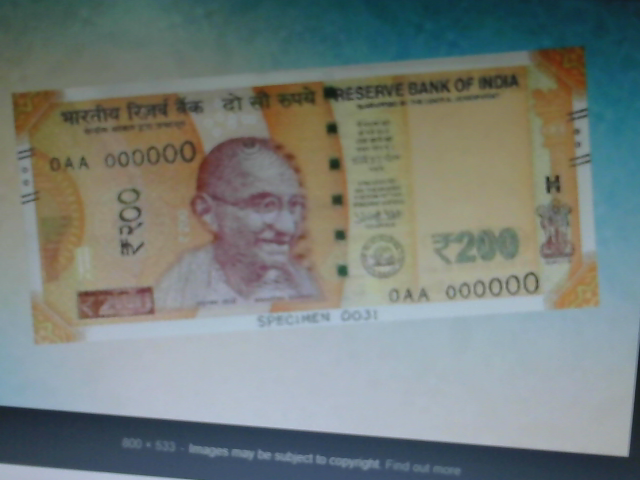 भारतीय रिज़र्व बैंक दो सौ रुपये
RESERVE BANK OF INDIA
0AA 000000
₹२००
₹200
₹200
0AA 000000
SPECIMEN 0031
800 × 533 - Images may be subject to copyright. Find out more